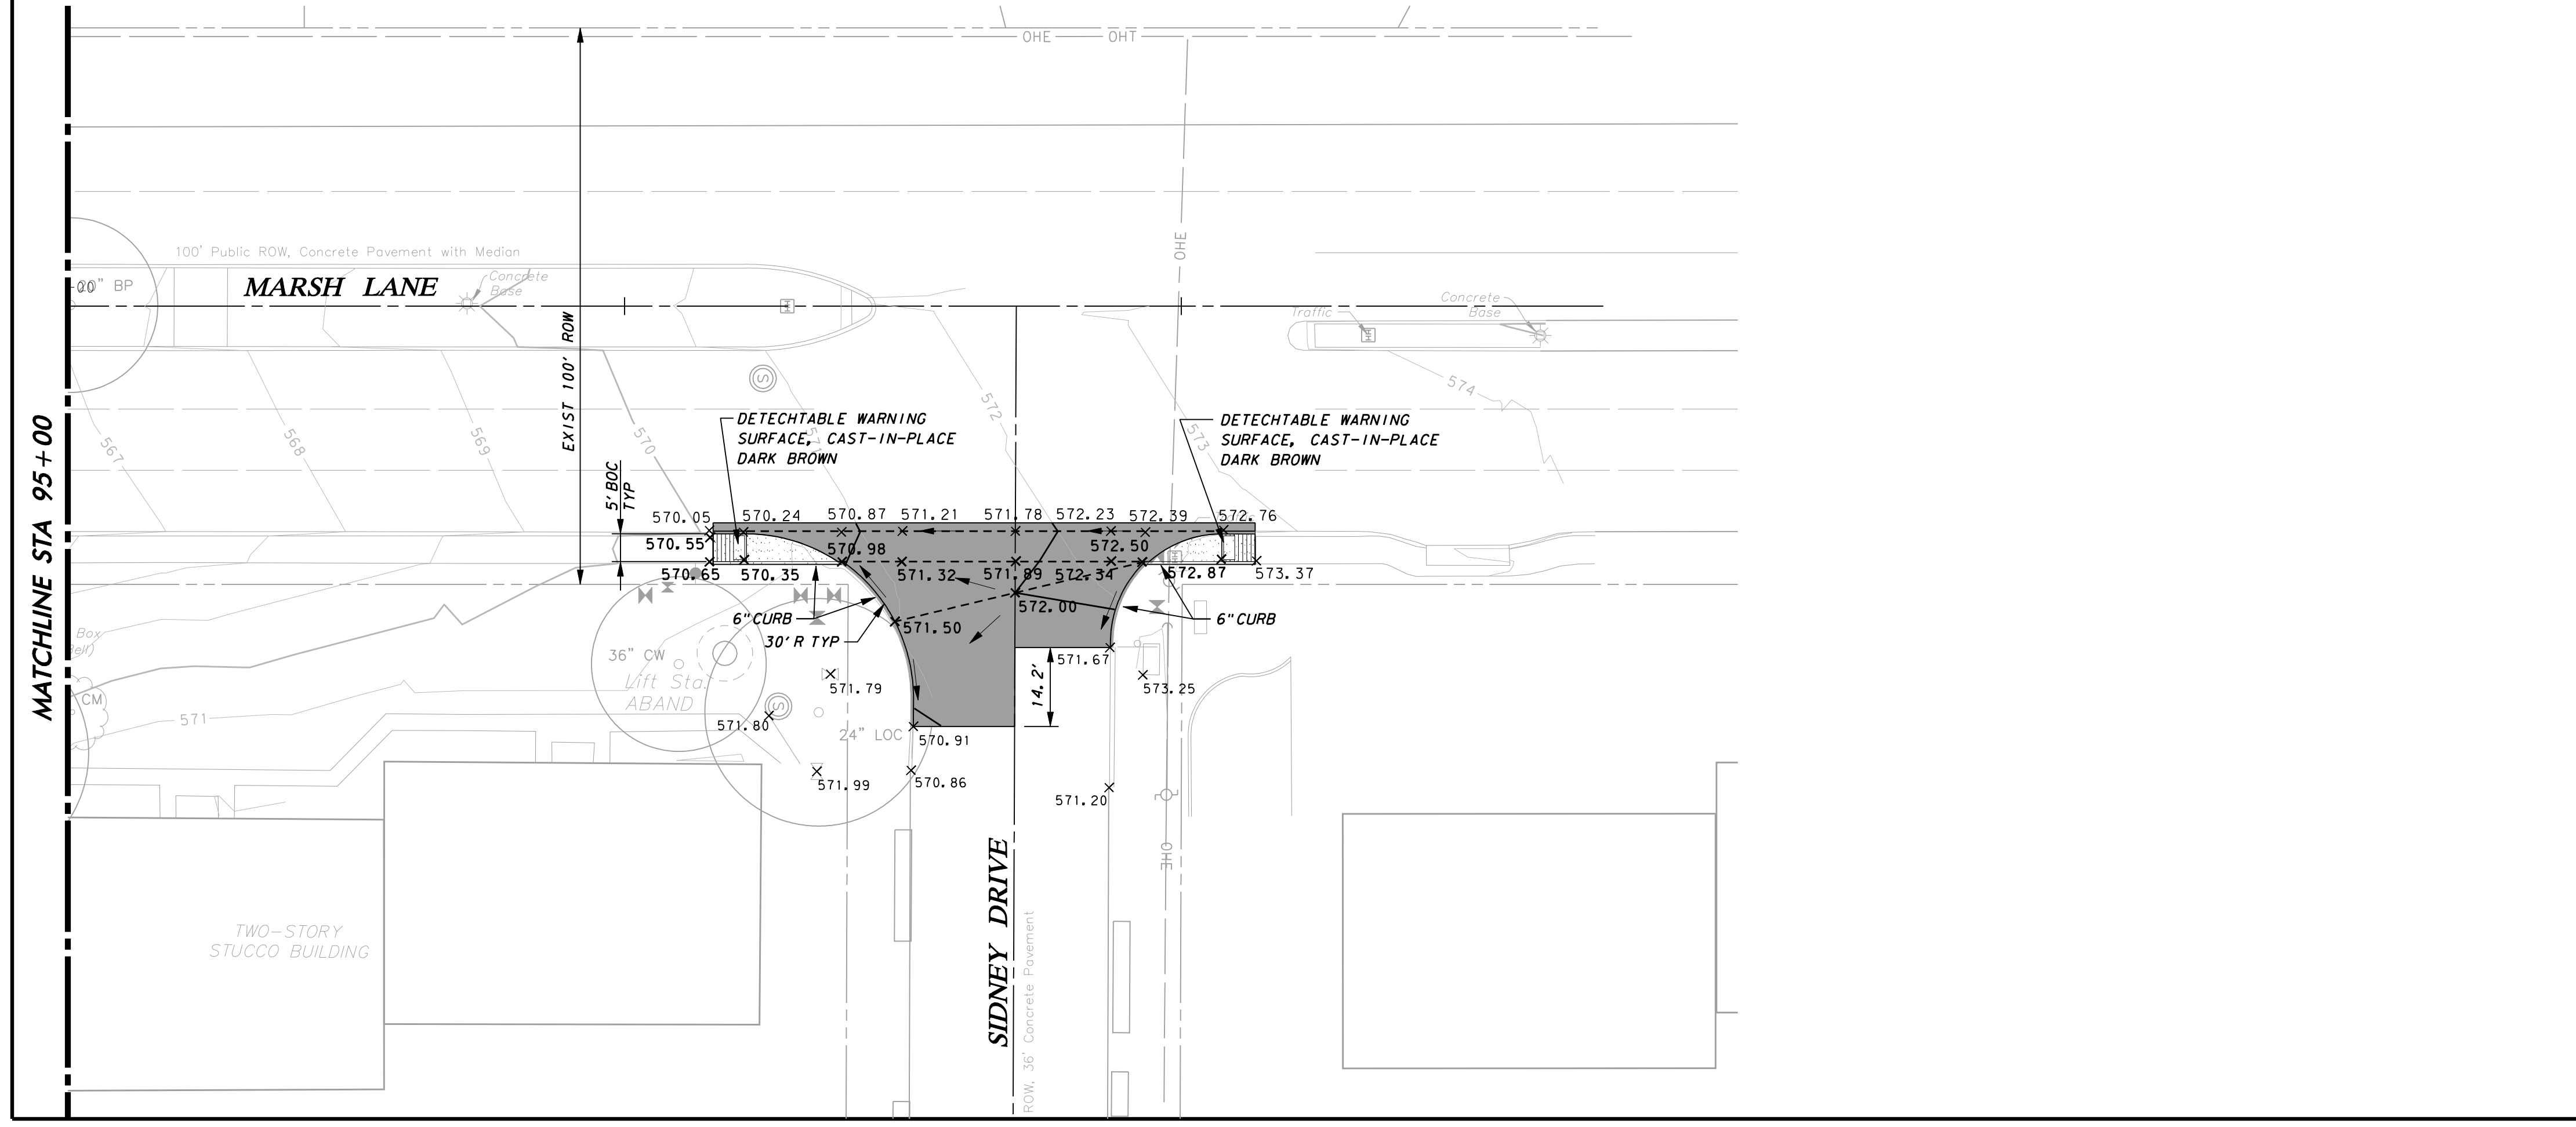 OHE
OHT
OHE
100' Public ROW, Concrete Pavement with Median
MARSH LANE
20" BP
Concrete
Base
Traffic
Concrete
Base
EXIST 100' ROW
MATCHLINE STA 95+00
567
568
569
570
572
573
574
DETECHTABLE WARNING
SURFACE, CAST-IN-PLACE
DARK BROWN
DETECHTABLE WARNING
SURFACE, CAST-IN-PLACE
DARK BROWN
5' BOC
TYP
570.05
570.24
570.87
571.21
571.78
572.23
572.39
572.76
570.55
570.98
572.50
570.65
570.35
571.32
571.89
572.34
572.87
573.37
572.00
6" CURB
571.50
6" CURB
30' R TYP
36" CW
Lift Sta.
ABAND
571.79
571.67
573.25
14.2'
Box
CM
571
571.80
S
S
24" LOC
570.91
571.99
570.86
571.20
OHE
SIDNEY DRIVE
ROW, 36' Concrete Pavement
TWO-STORY
STUCCO BUILDING